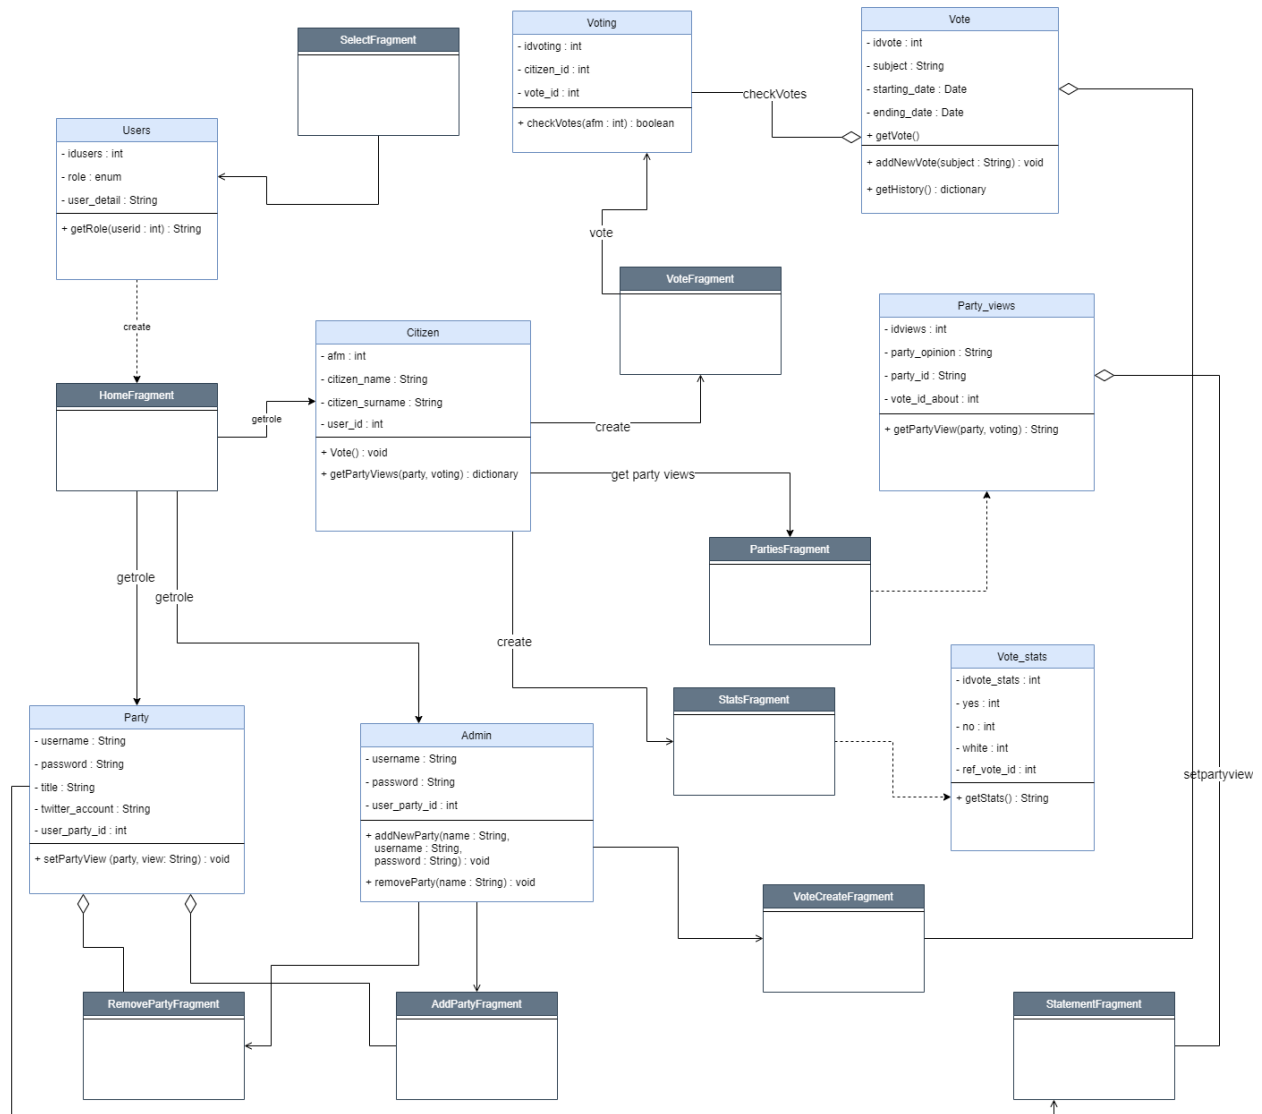 SelectFragment
Voting
- idvoting : int
- citizen_id : int
- vote_id : int
+ checkVotes(afm : int) : boolean
checkVotes
Vote
- idvote : int
- subject : String
- starting_date : Date
- ending_date : Date
+ getVote()
+ addNewVote(subject : String) : void
+ getHistory() : dictionary
Users
- idusers : int
- role : enum
- user_detail : String
+ getRole(userid : int) : String
create
vote
VoteFragment
Party_views
- idviews : int
- party_opinion : String
- party_id : String
- vote_id_about : int
+ getPartyView(party, voting) : String
HomeFragment
getrole
Citizen
- afm : int
- citizen_name : String
- citizen_surname : String
- user_id : int
+ Vote() : void
+ getPartyViews(party, voting) : dictionary
create
get party views
PartiesFragment
getrole
getrole
create
StatsFragment
Vote_stats
- idvote_stats : int
- yes : int
- no : int
- white : int
- ref_vote_id : int
+ getStats() : String
setpartyview
Party
- username : String
- password : String
- title : String
- twitter_account : String
- user_party_id : int
+ setPartyView (party, view: String) : void
Admin
- username : String
- password : String
- user_party_id : int
+ addNewParty(name : String,
username : String,
password : String) : void
+ removeParty(name : String) : void
VoteCreateFragment
RemovePartyFragment
AddPartyFragment
StatementFragment